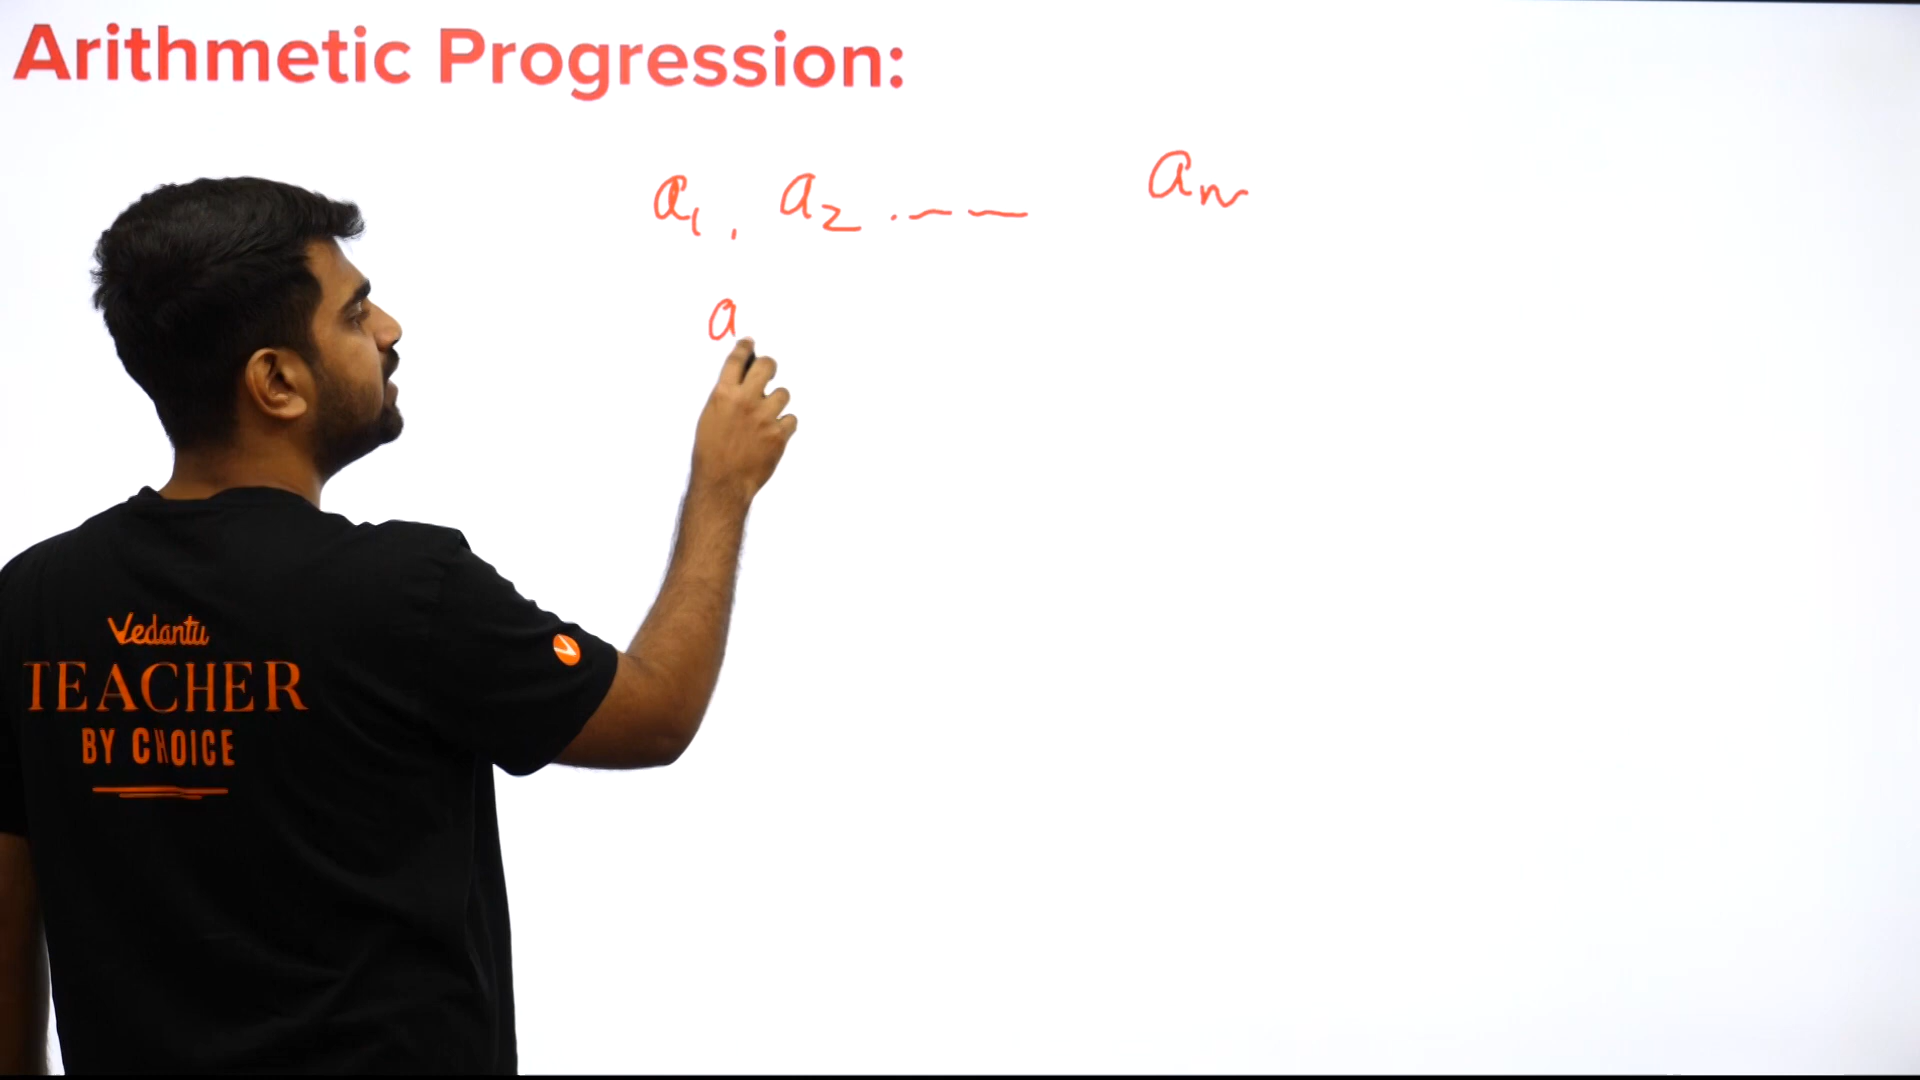 Arithmetic Progression:
a₁, a₂ .—— aₙ
a
Vedantu
TEACHER
BY CHOICE